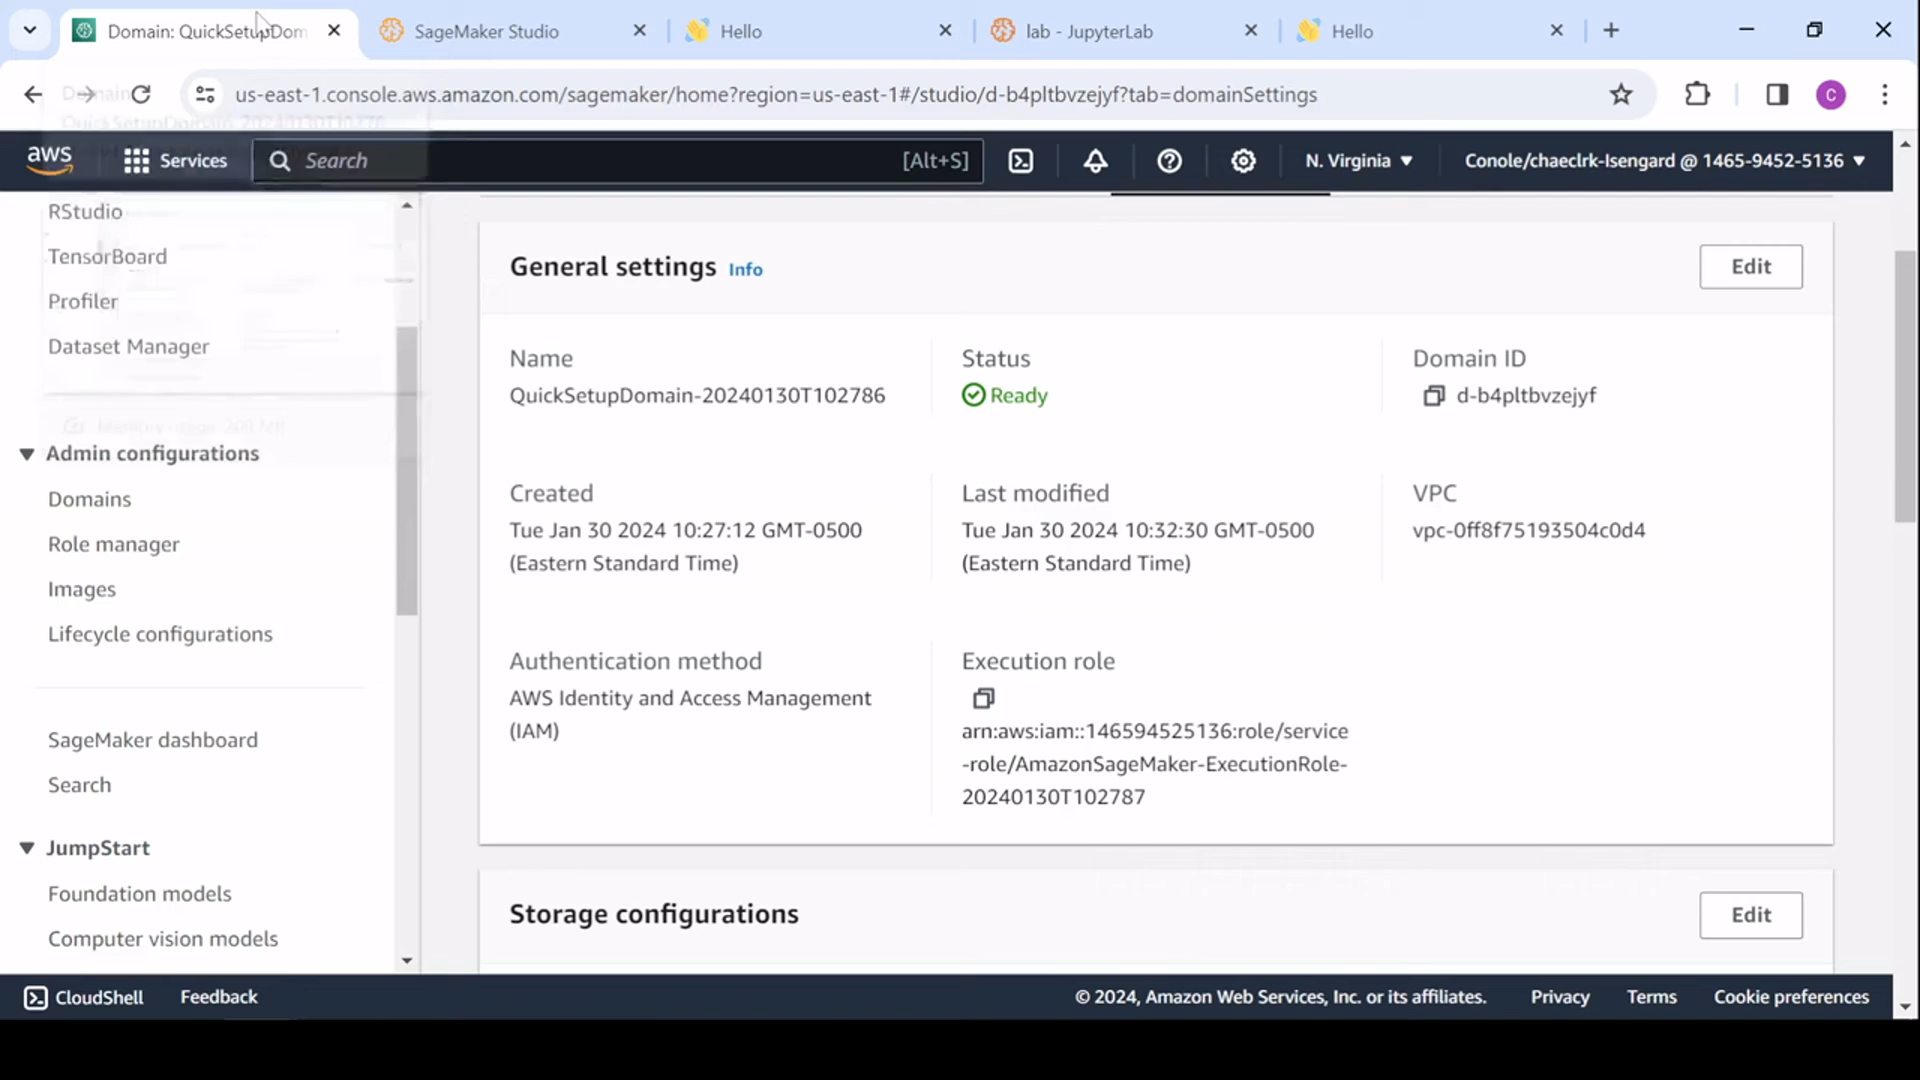 Domain: QuickSetupDom
SageMaker Studio
Hello
lab - JupyterLab
Hello
us-east-1.console.aws.amazon.com/sagemaker/home?region=us-east-1#/studio/d-b4pltbvzejyf?tab=domainSettings
C
aws
Services
Search
[Alt+S]
N. Virginia
Conole/chaeclrk-Isengard @ 1465-9452-5136
RStudio
TensorBoard
Profiler
Dataset Manager
Memory usage: 200 MB
Admin configurations
Domains
Role manager
Images
Lifecycle configurations
SageMaker dashboard
Search
JumpStart
Foundation models
Computer vision models
General settings Info
Edit
Name
QuickSetupDomain-20240130T102786
Status
Ready
Domain ID
d-b4pltbvzejyf
Created
Tue Jan 30 2024 10:27:12 GMT-0500
(Eastern Standard Time)
Last modified
Tue Jan 30 2024 10:32:30 GMT-0500
(Eastern Standard Time)
VPC
vpc-0ff8f75193504c0d4
Authentication method
AWS Identity and Access Management
(IAM)
Execution role
arn:aws:iam::146594525136:role/service
-role/AmazonSageMaker-ExecutionRole-
20240130T102787
Storage configurations
Edit
CloudShell
Feedback
© 2024, Amazon Web Services, Inc. or its affiliates.
Privacy
Terms
Cookie preferences